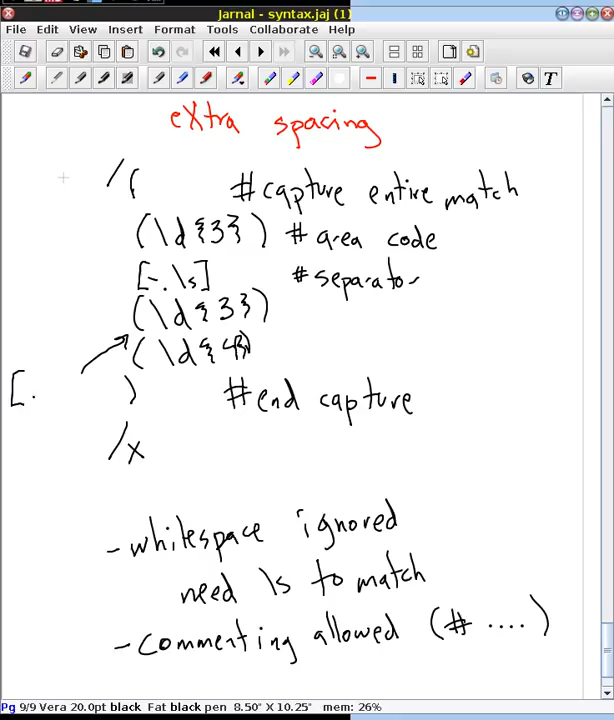 Jarnal - syntax.jaj (1)
File Edit View Insert Format Tools Collaborate Help
T
eXtra spacing
/( #capture entire match
(\d{3}) #area code
[-.\s] #separator
(\d{3})
(\d{4})
[.
) #end capture
/x
- whitespace ignored
need \s to match
- commenting allowed (# ....)
Pg 9/9 Vera 20.0pt black Fat black pen 8.50" X 10.25" mem: 26%